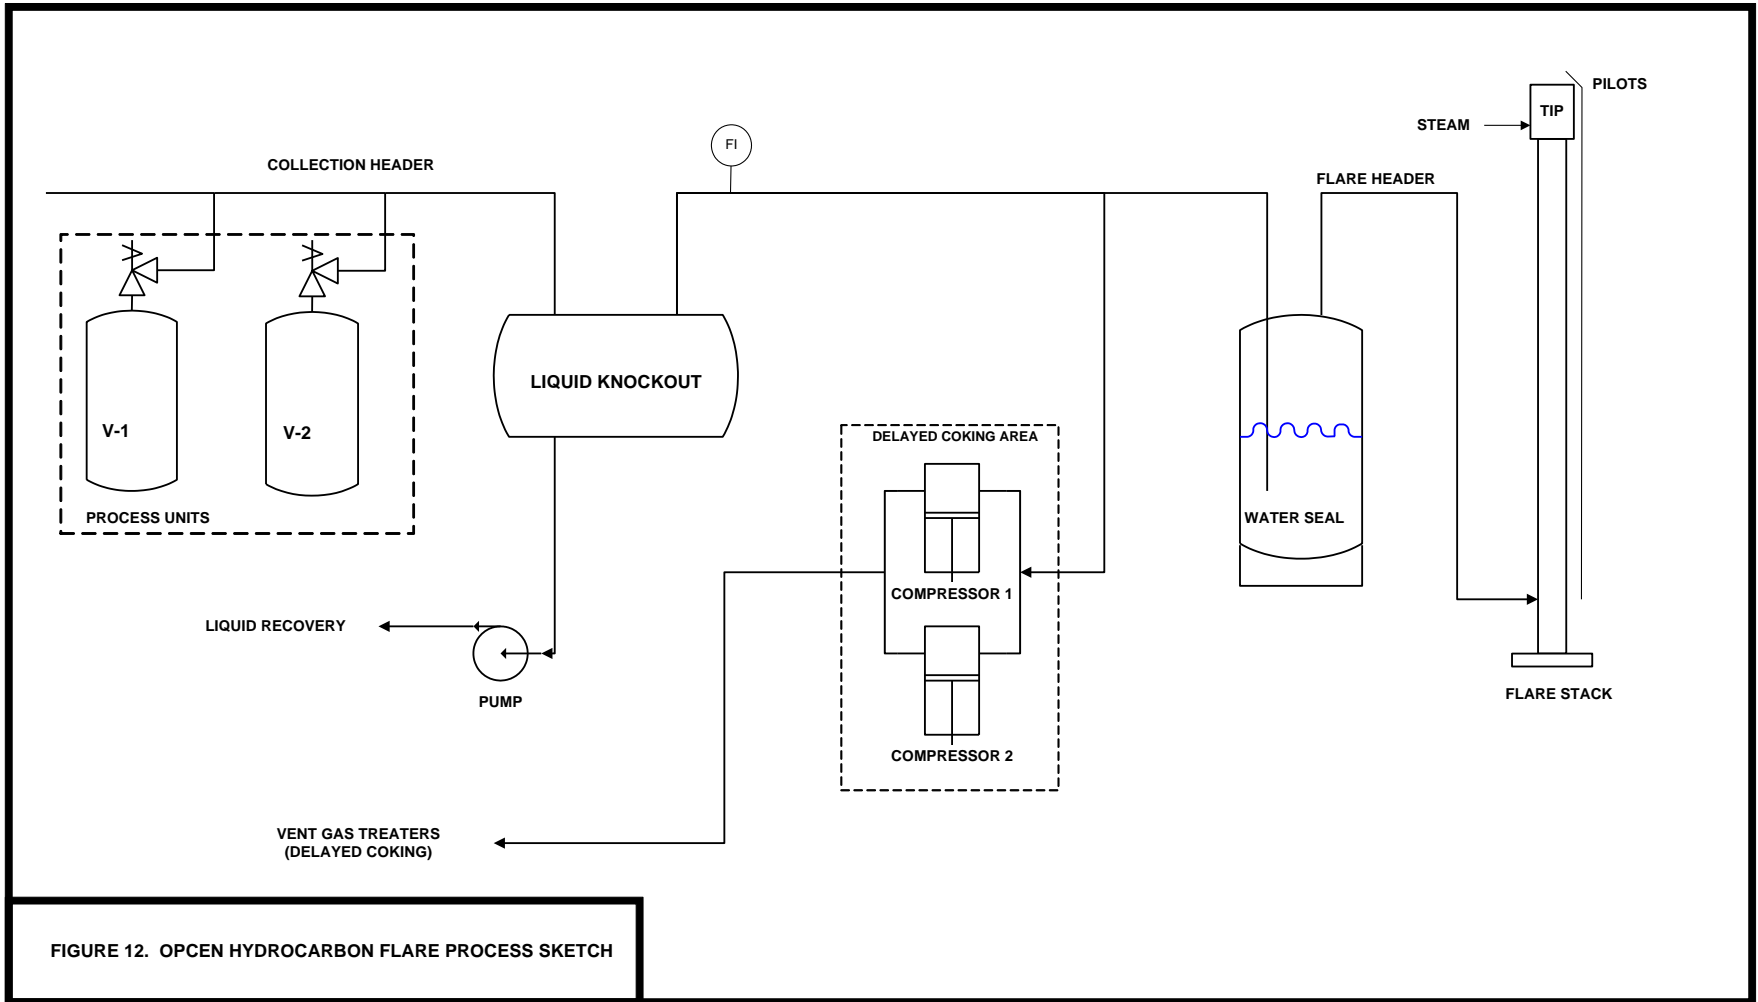 PILOTS
TIP
STEAM
FI
COLLECTION HEADER
FLARE HEADER
LIQUID KNOCKOUT
V-1
V-2
DELAYED COKING AREA
PROCESS UNITS
WATER SEAL
COMPRESSOR 1
LIQUID RECOVERY
PUMP
FLARE STACK
COMPRESSOR 2
VENT GAS TREATERS
(DELAYED COKING)
FIGURE 12.  OPCEN HYDROCARBON FLARE PROCESS SKETCH